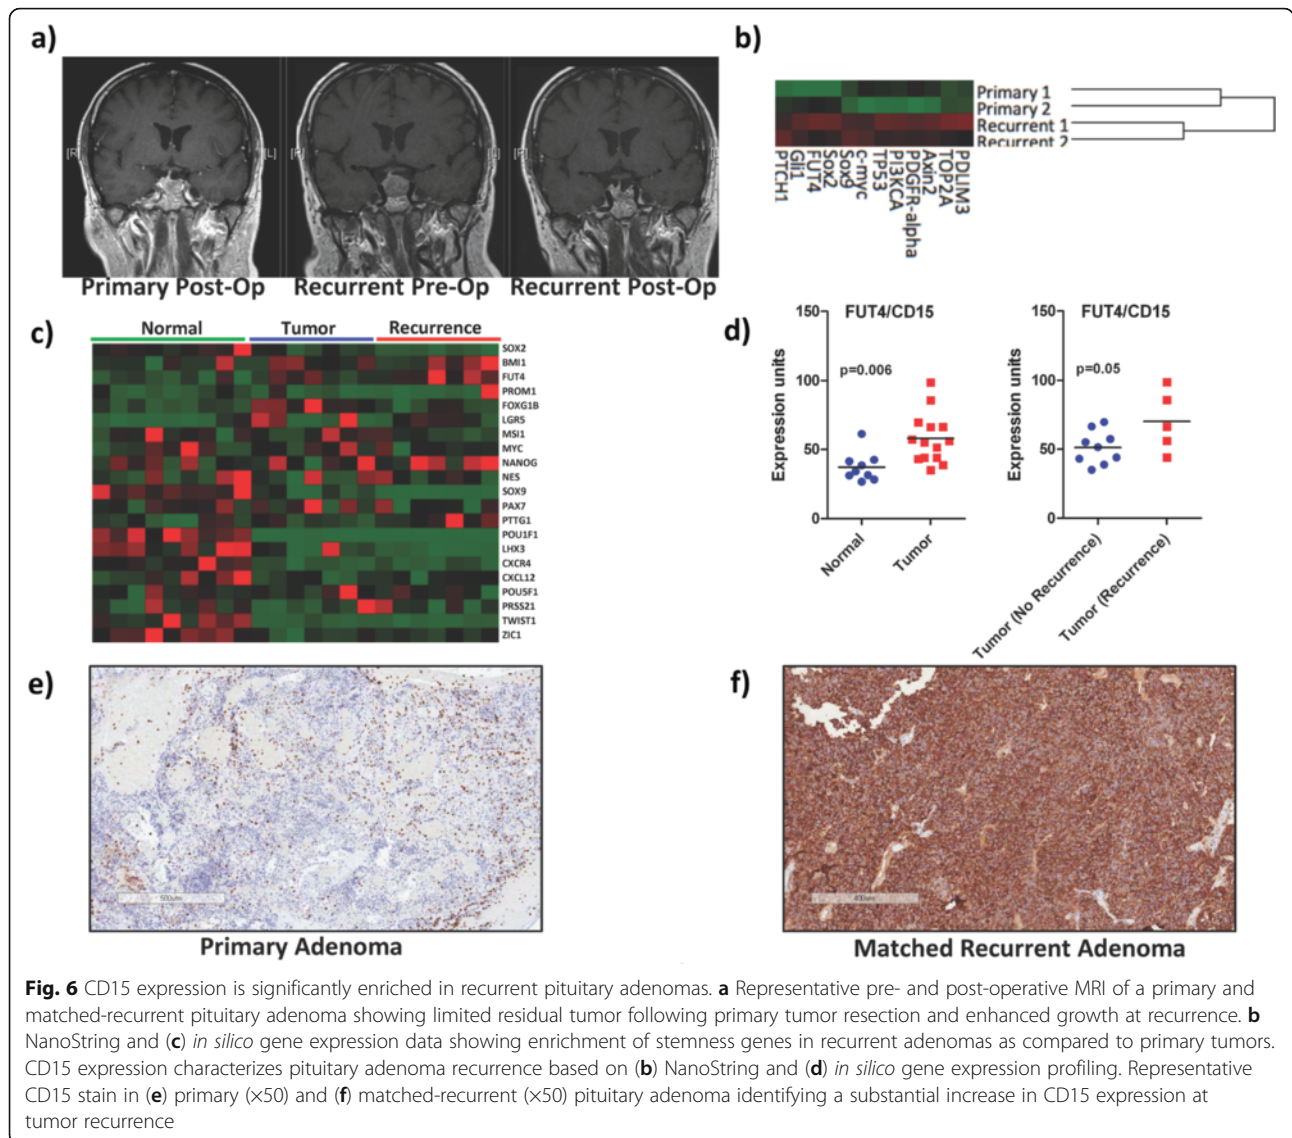 a)
[R]
[L]
[R]
[L]
[R]
Primary Post-Op
Recurrent Pre-Op
Recurrent Post-Op
b)
Primary 1
Primary 2
Recurrent 1
Recurrent 2
PTCH1
Gli1
FUT4
Sox2
Sox9
c-myc
TP53
PI3KCA
PDGFR-alpha
Axin2
TOP2A
PDLIM3
c)
Normal
Tumor
Recurrence
SOX2
BMI1
FUT4
PROM1
FOXG1B
LGR5
MSI1
MYC
NANOG
NES
SOX9
PAX7
PTTG1
POU1F1
LHX3
CXCR4
CXCL12
POU5F1
PRSS21
TWIST1
ZIC1
d)
FUT4/CD15
Expression units
150
100
50
0
p=0.006
Normal
Tumor
FUT4/CD15
Expression units
150
100
50
0
p=0.05
Tumor (No Recurrence)
Tumor (Recurrence)
e)
500um
Primary Adenoma
f)
400um
Matched Recurrent Adenoma
Fig. 6 CD15 expression is significantly enriched in recurrent pituitary adenomas. a Representative pre- and post-operative MRI of a primary and
matched-recurrent pituitary adenoma showing limited residual tumor following primary tumor resection and enhanced growth at recurrence. b
NanoString and (c) in silico gene expression data showing enrichment of stemness genes in recurrent adenomas as compared to primary tumors.
CD15 expression characterizes pituitary adenoma recurrence based on (b) NanoString and (d) in silico gene expression profiling. Representative
CD15 stain in (e) primary (×50) and (f) matched-recurrent (×50) pituitary adenoma identifying a substantial increase in CD15 expression at
tumor recurrence